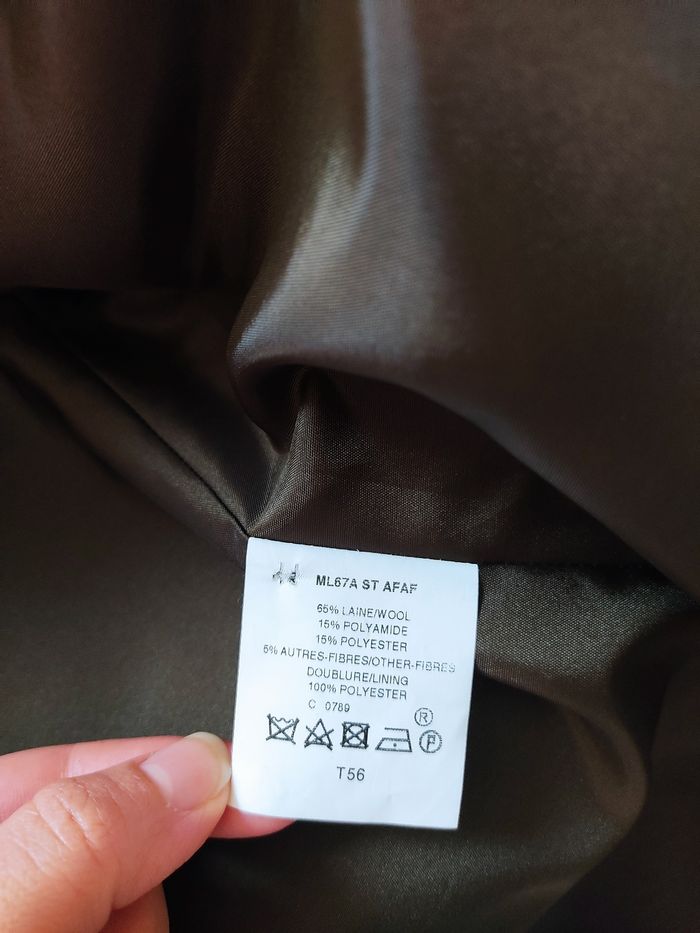 ML67A ST AFAF
65% LAINE/WOOL
15% POLYAMIDE
15% POLYESTER
5% AUTRES-FIBRES/OTHER-FIBRES
DOUBLURE/LINING
100% POLYESTER
C 0789
®
P
T56